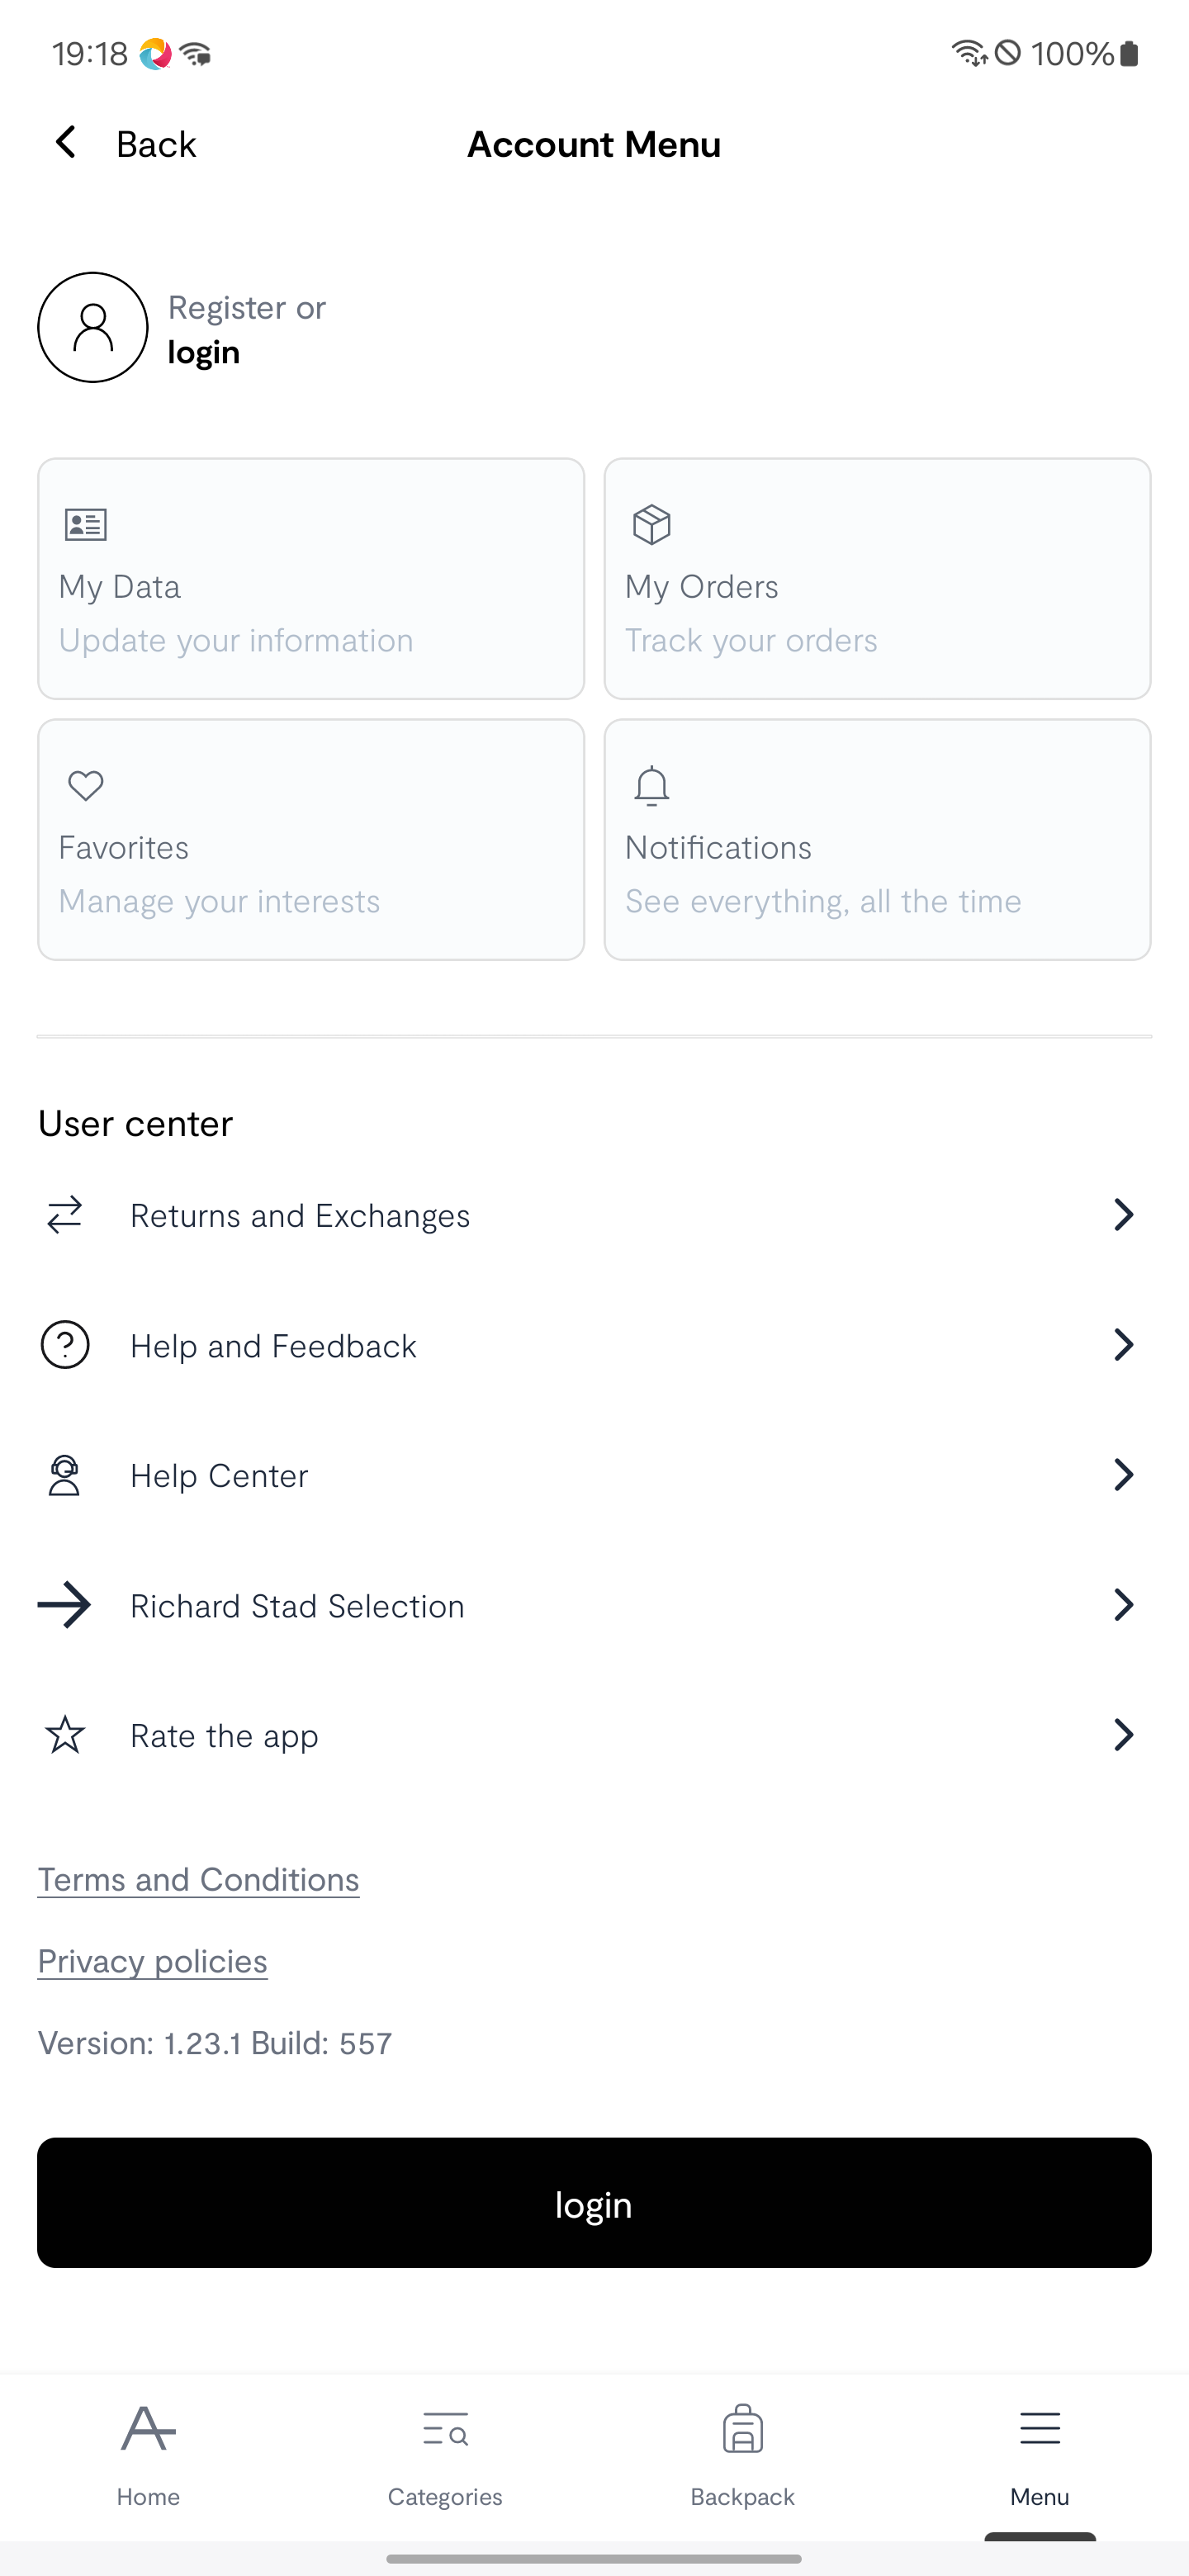 19:18
100%
Back
Account Menu
Register or
login
My Data
Update your information
My Orders
Track your orders
Favorites
Manage your interests
Notifications
See everything, all the time
User center
Returns and Exchanges
Help and Feedback
Help Center
Richard Stad Selection
Rate the app
Terms and Conditions
Privacy policies
Version: 1.23.1 Build: 557
login
Home
Categories
Backpack
Menu